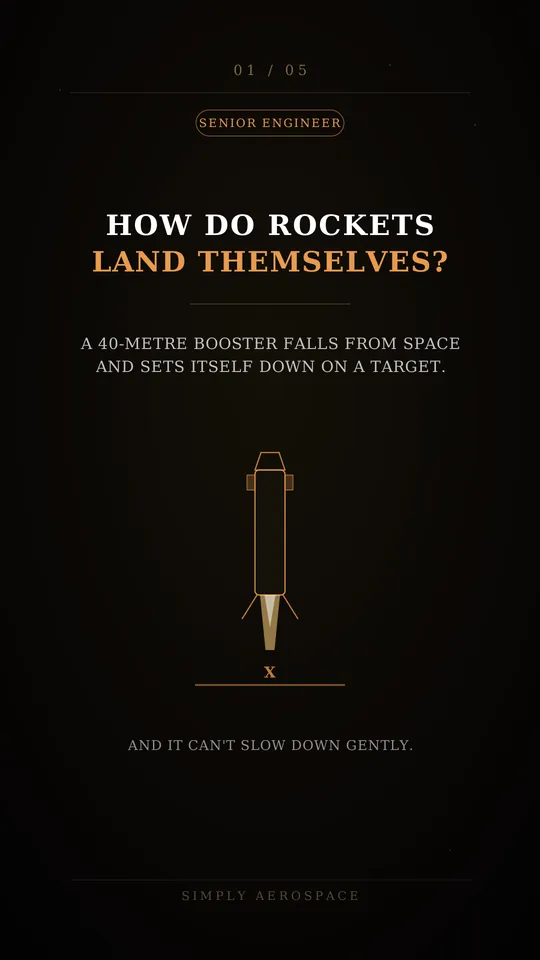 01 / 05
SENIOR ENGINEER
HOW DO ROCKETS
LAND THEMSELVES?
A 40-METRE BOOSTER FALLS FROM SPACE
AND SETS ITSELF DOWN ON A TARGET.
X
AND IT CAN'T SLOW DOWN GENTLY.
SIMPLY AEROSPACE